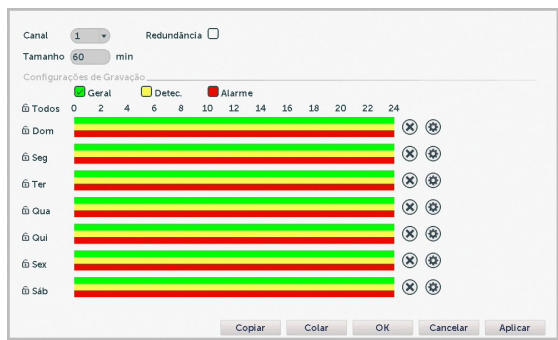 Canal 1 Redundância
Tamanho 60 min
Configurações de Gravação
Geral Detec. Alarme
Todos 0 2 4 6 8 10 12 14 16 18 20 22 24
Dom
Seg
Ter
Qua
Qui
Sex
Sáb
Copiar Colar OK Cancelar Aplicar